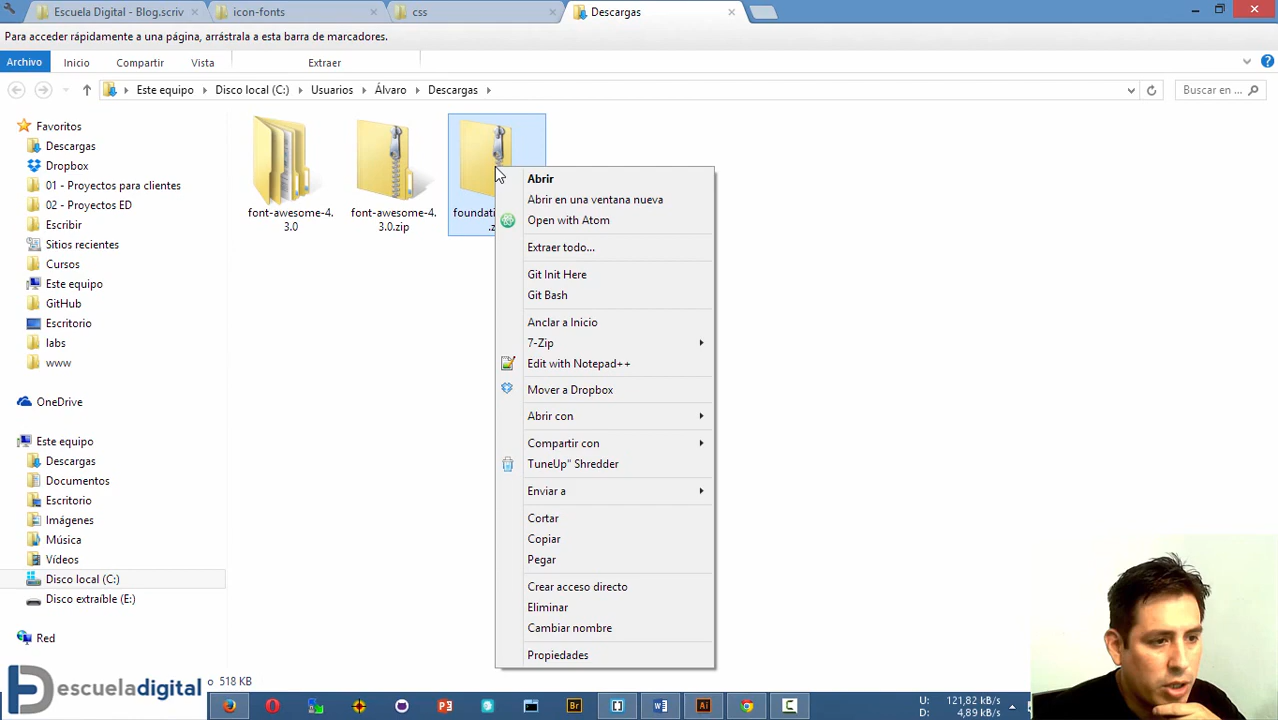 Escuela Digital - Blog.scriv
icon-fonts
css
Descargas
Para acceder rápidamente a una página, arrástrala a esta barra de marcadores.
Archivo
Inicio
Compartir
Vista
Extraer
Este equipo
Disco local (C:)
Usuarios
Álvaro
Descargas
Buscar en ...
Favoritos
Descargas
Dropbox
01 - Proyectos para clientes
02 - Proyectos ED
Escribir
Sitios recientes
Cursos
Este equipo
GitHub
Escritorio
labs
www
OneDrive
Este equipo
Descargas
Documentos
Escritorio
Imágenes
Música
Vídeos
Disco local (C:)
Disco extraíble (E:)
Red
font-awesome-4.
3.0
font-awesome-4.
3.0.zip
foundati
.z
Abrir
Abrir en una ventana nueva
Open with Atom
Extraer todo...
Git Init Here
Git Bash
Anclar a Inicio
7-Zip
Edit with Notepad++
Mover a Dropbox
Abrir con
Compartir con
TuneUp" Shredder
Enviar a
Cortar
Copiar
Pegar
Crear acceso directo
Eliminar
Cambiar nombre
Propiedades
518 KB
escueladigital
U: 121,82 kB/s
D: 4,89 kB/s